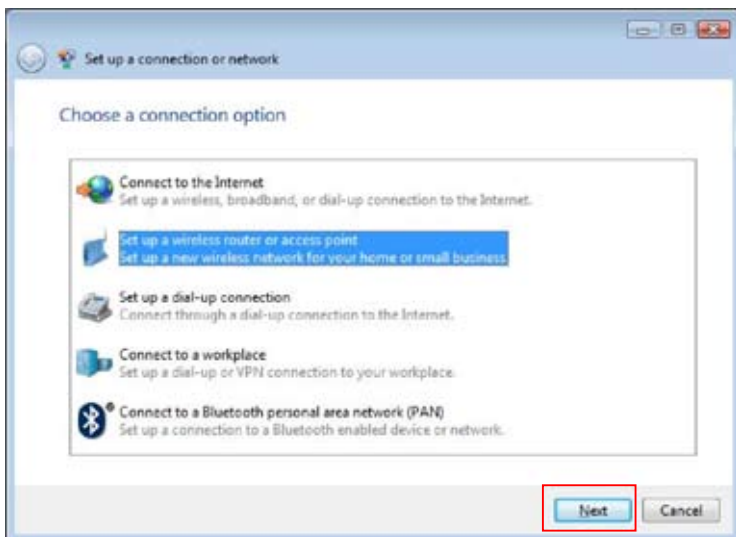 Set up a connection or network
Choose a connection option
Connect to the Internet
Set up a wireless, broadband, or dial-up connection to the Internet.
Set up a wireless router or access point
Set up a new wireless network for your home or small business.
Set up a dial-up connection
Connect through a dial-up connection to the Internet.
Connect to a workplace
Set up a dial-up or VPN connection to your workplace.
Connect to a Bluetooth personal area network (PAN)
Set up a connection to a Bluetooth enabled device or network.
Next Cancel